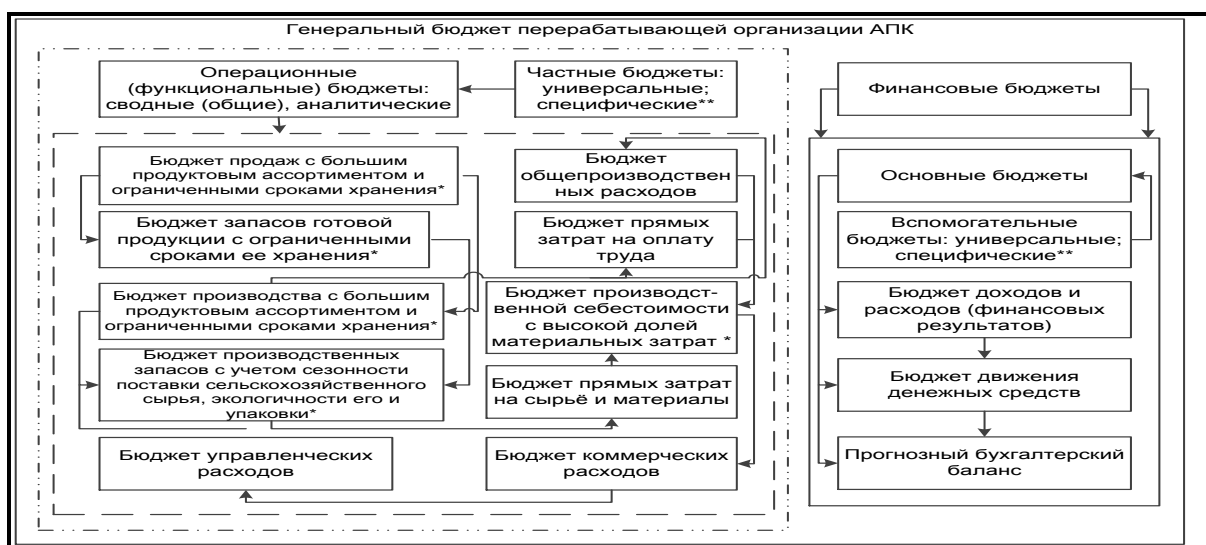 Генеральный бюджет перерабатывающей организации АПК
Операционные
(функциональные) бюджеты:
сводные (общие), аналитические
Частные бюджеты:
универсальные;
специфические**
Финансовые бюджеты
Бюджет продаж с большим
продуктовым ассортиментом и
ограниченными сроками хранения*
Бюджет
общепроизводствен
ных расходов
Основные бюджеты
Бюджет запасов готовой
продукции с ограниченными
сроками ее хранения*
Бюджет прямых
затрат на оплату
труда
Вспомогательные
бюджеты: универсальные;
специфические**
Бюджет производства с большим
продуктовым ассортиментом и
ограниченными сроками хранения*
Бюджет производст-
венной себестоимости
с высокой долей
материальных затрат *
Бюджет доходов и
расходов (финансовых
результатов)
Бюджет производственных
запасов с учетом сезонности
поставки сельскохозяйственного
сырья, экологичности его и
упаковки*
Бюджет прямых затрат
на сырьё и материалы
Бюджет движения
денежных средств
Бюджет управленческих
расходов
Бюджет коммерческих
расходов
Прогнозный бухгалтерский
баланс